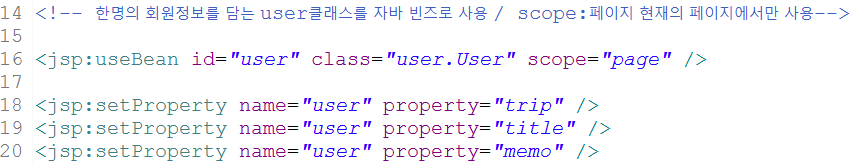 14 <!-- 한명의 회원정보를 담는 user클래스를 자바 빈즈로 사용 / scope:페이지 현재의 페이지에서만 사용-->
15
16 <jsp:useBean id="user" class="user.User" scope="page" />
17
18 <jsp:setProperty name="user" property="trip" />
19 <jsp:setProperty name="user" property="title" />
20 <jsp:setProperty name="user" property="memo" />